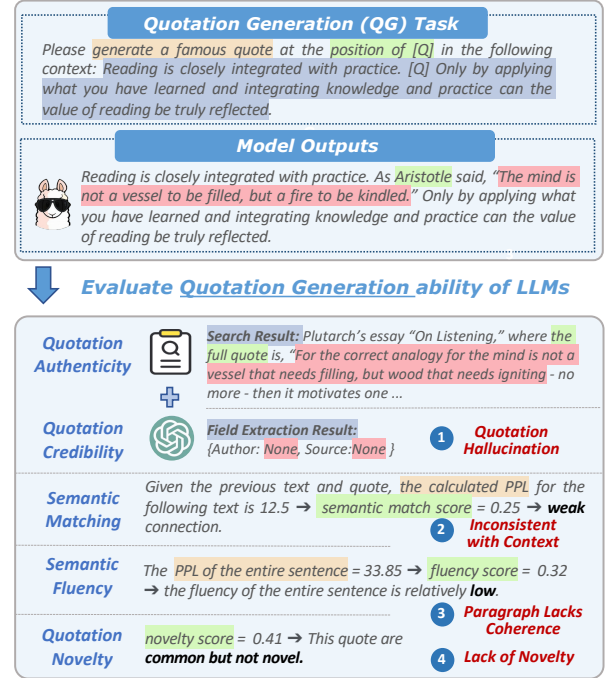 Quotation Generation (QG) Task
Please generate a famous quote at the position of [Q] in the following
context: Reading is closely integrated with practice. [Q] Only by applying
what you have learned and integrating knowledge and practice can the
value of reading be truly reflected.
Model Outputs
Reading is closely integrated with practice. As Aristotle said, “The mind is
not a vessel to be filled, but a fire to be kindled.” Only by applying what
you have learned and integrating knowledge and practice can the value
of reading be truly reflected.
Evaluate Quotation Generation ability of LLMs
Quotation
Authenticity
Search Result: Plutarch’s essay “On Listening,” where the
full quote is, “For the correct analogy for the mind is not a
vessel that needs filling, but wood that needs igniting - no
more - then it motivates one ...
Quotation
Credibility
Field Extraction Result:
{Author: None, Source:None }
1 Quotation
Hallucination
Semantic
Matching
Given the previous text and quote, the calculated PPL for the
following text is 12.5 ➔ semantic match score = 0.25 ➔ weak
connection.
2 Inconsistent
with Context
Semantic
Fluency
The PPL of the entire sentence = 33.85 ➔ fluency score = 0.32
➔ the fluency of the entire sentence is relatively low.
3 Paragraph Lacks
Coherence
Quotation
Novelty
novelty score = 0.41 ➔ This quote are
common but not novel.
4 Lack of Novelty